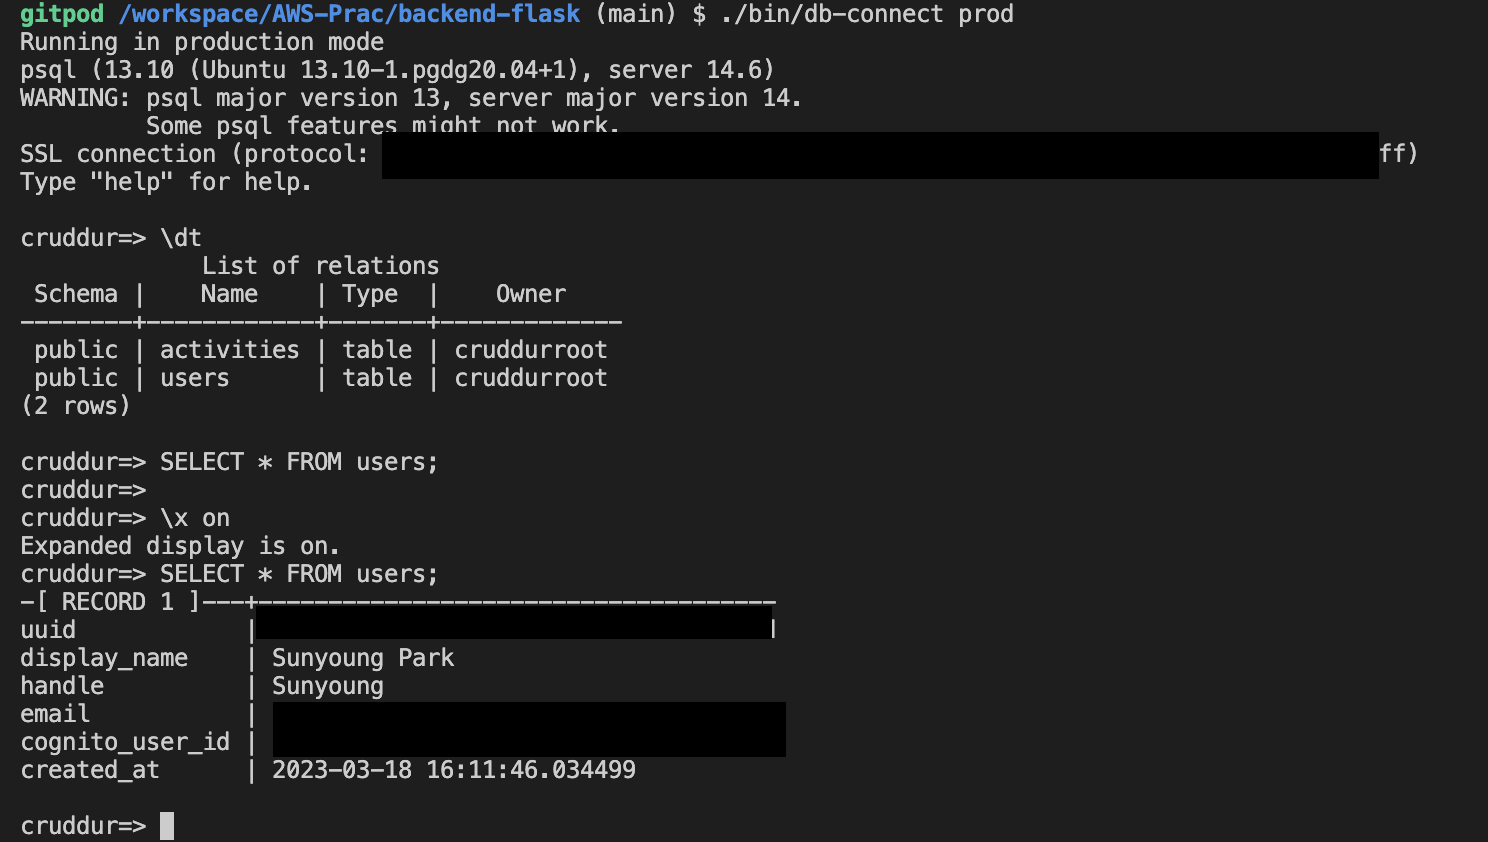 gitpod /workspace/AWS-Prac/backend-flask (main) $ ./bin/db-connect prod
Running in production mode
psql (13.10 (Ubuntu 13.10-1.pgdg20.04+1), server 14.6)
WARNING: psql major version 13, server major version 14.
         Some psql features might not work.
SSL connection (protocol: ff)
Type "help" for help.

cruddur=> \dt
             List of relations
 Schema |    Name    | Type  |    Owner
--------+------------+-------+-------------
 public | activities | table | cruddurroot
 public | users      | table | cruddurroot
(2 rows)

cruddur=> SELECT * FROM users;
cruddur=>
cruddur=> \x on
Expanded display is on.
cruddur=> SELECT * FROM users;
-[ RECORD 1 ]---+-------------------------------------
uuid            |
display_name    | Sunyoung Park
handle          | Sunyoung
email           |
cognito_user_id |
created_at      | 2023-03-18 16:11:46.034499

cruddur=>